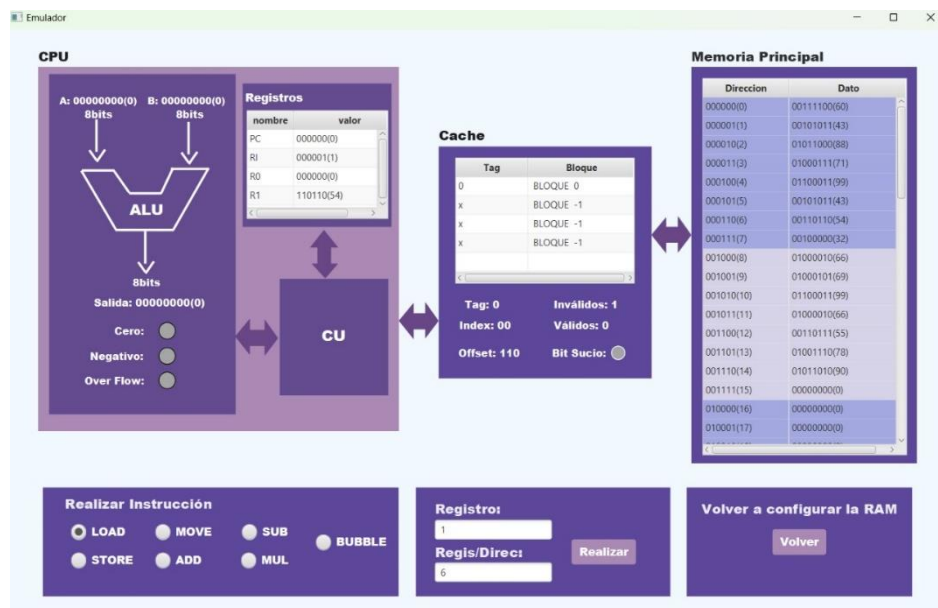 Emulador
CPU
A: 00000000(0) B: 00000000(0)
8bits 8bits
ALU
8bits
Salida: 00000000(0)
Cero:
Negativo:
Over Flow:
Registros
nombre valor
PC 000000(0)
RI 000001(1)
R0 000000(0)
R1 110110(54)
CU
Cache
Tag Bloque
0 BLOQUE 0
x BLOQUE -1
x BLOQUE -1
x BLOQUE -1
Tag: 0 Inválidos: 1
Index: 00 Válidos: 0
Offset: 110 Bit Sucio:
Memoria Principal
Direccion Dato
000000(0) 00111100(60)
000001(1) 00101011(43)
000010(2) 01011000(88)
000011(3) 01000111(71)
000100(4) 01100011(99)
000101(5) 00101011(43)
000110(6) 00110110(54)
000111(7) 00100000(32)
001000(8) 01000010(66)
001001(9) 01000101(69)
001010(10) 01100011(99)
001011(11) 01000010(66)
001100(12) 00110111(55)
001101(13) 01001110(78)
001110(14) 01011010(90)
001111(15) 00000000(0)
010000(16) 00000000(0)
010001(17) 00000000(0)
Realizar Instrucción
LOAD MOVE SUB BUBBLE
STORE ADD MUL
Registro:
1
Regis/Direc:
6
Realizar
Volver a configurar la RAM
Volver